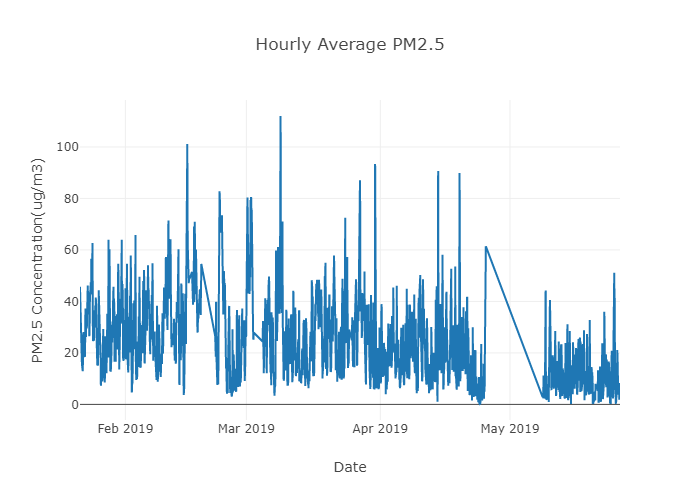 Hourly Average PM2.5
PM2.5 Concentration(ug/m3)
100
80
60
40
20
0
Feb 2019
Mar 2019
Apr 2019
May 2019
Date